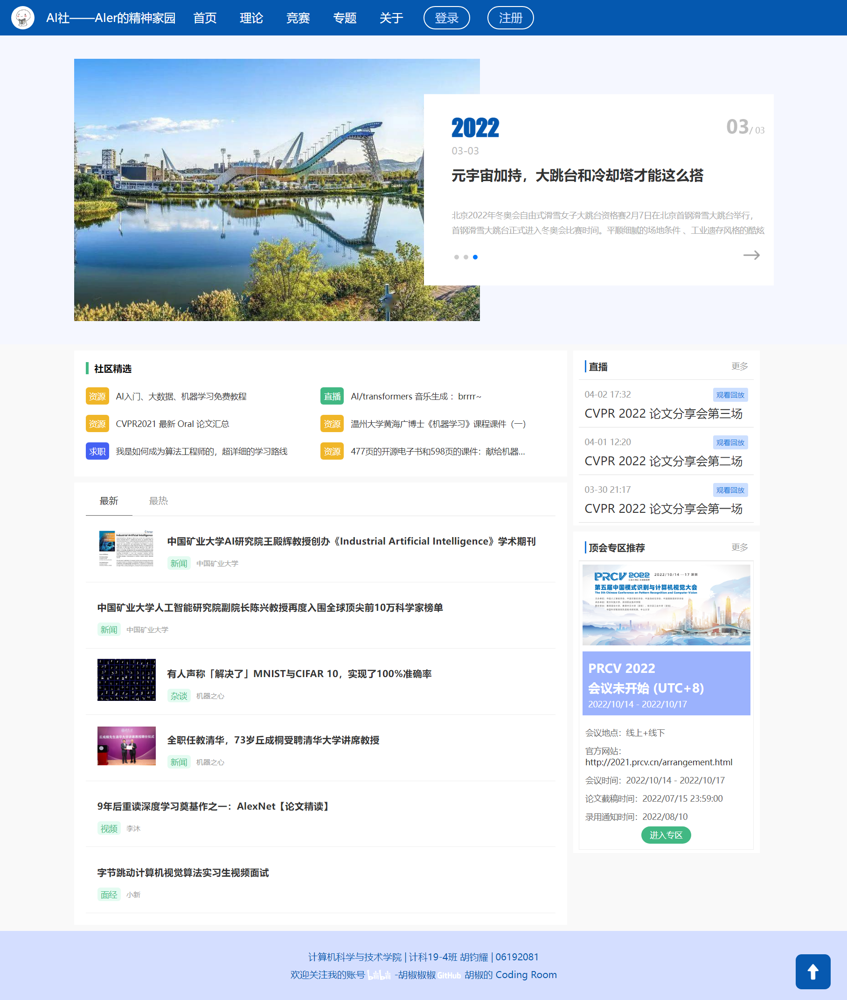 AI社——AIer的精神家园 首页 理论 竞赛 专题 关于 登录 注册
2022
03/ 03
03-03
元宇宙加持，大跳台和冷却塔才能这么搭
北京2022年冬奥会自由式滑雪女子大跳台资格赛2月7日在北京首钢滑雪大跳台举行，
首钢滑雪大跳台正式进入冬奥会比赛时间。平顺细腻的场地条件 、工业遗存风格的酷炫
社区精选
资源 AI入门、大数据、机器学习免费教程
直播 AI/transformers 音乐生成 ：brrrr~
资源 CVPR2021 最新 Oral 论文汇总
资源 温州大学黄海广博士《机器学习》课程课件（一）
求职 我是如何成为算法工程师的，超详细的学习路线
资源 477页的开源电子书和598页的课件：献给机器...
最新 最热
Industrial Artificial Intelligence
中国矿业大学AI研究院王殿辉教授创办《Industrial Artificial Intelligence》学术期刊
新闻 中国矿业大学
中国矿业大学人工智能研究院副院长陈兴教授再度入围全球顶尖前10万科学家榜单
新闻 中国矿业大学
有人声称「解决了」MNIST与CIFAR 10，实现了100%准确率
杂谈 机器之心
丘成桐先生清华大学讲席教授聘任仪式
全职任教清华，73岁丘成桐受聘清华大学讲席教授
新闻 机器之心
9年后重读深度学习奠基作之一：AlexNet【论文精读】
视频 李沐
字节跳动计算机视觉算法实习生视频面试
面经 小新
直播 更多
04-02 17:32 观看回放
CVPR 2022 论文分享会第三场
04-01 12:20 观看回放
CVPR 2022 论文分享会第二场
03-30 21:17 观看回放
CVPR 2022 论文分享会第一场
顶会专区推荐 更多
PRCV 2022 2022/10/14 —17 深圳
第五届中国模式识别与计算机视觉大会
The 5th Chinese Conference on Pattern Recognition and Computer Vision
PRCV 2022
会议未开始 (UTC+8)
2022/10/14 - 2022/10/17
会议地点：线上+线下
官方网站：
http://2021.prcv.cn/arrangement.html
会议时间：2022/10/14 - 2022/10/17
论文截稿时间：2022/07/15 23:59:00
录用通知时间：2022/08/10
进入专区
计算机科学与技术学院 | 计科19-4班 胡钧耀 | 06192081
欢迎关注我的账号 bilibili -胡椒椒椒 GitHub 胡椒的 Coding Room